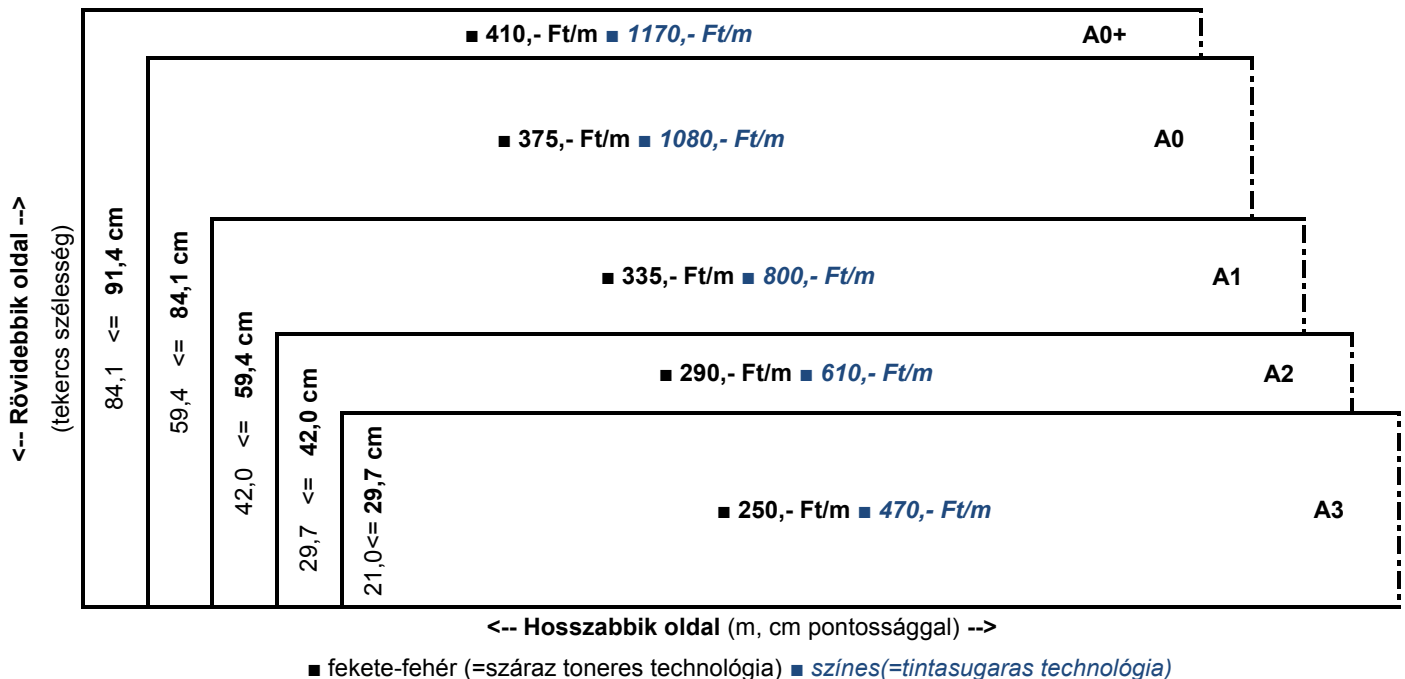 ■ 410,- Ft/m ■ 1170,- Ft/m A0+
■ 375,- Ft/m ■ 1080,- Ft/m A0
■ 335,- Ft/m ■ 800,- Ft/m A1
■ 290,- Ft/m ■ 610,- Ft/m A2
■ 250,- Ft/m ■ 470,- Ft/m A3
<-- Rövidebbik oldal -->
(tekercs szélesség)
84,1 <= 91,4 cm
59,4 <= 84,1 cm
42,0 <= 59,4 cm
29,7 <= 42,0 cm
21,0<= 29,7 cm
<-- Hosszabbik oldal (m, cm pontossággal) -->
■ fekete-fehér (=száraz toneres technológia) ■ színes(=tintasugaras technológia)